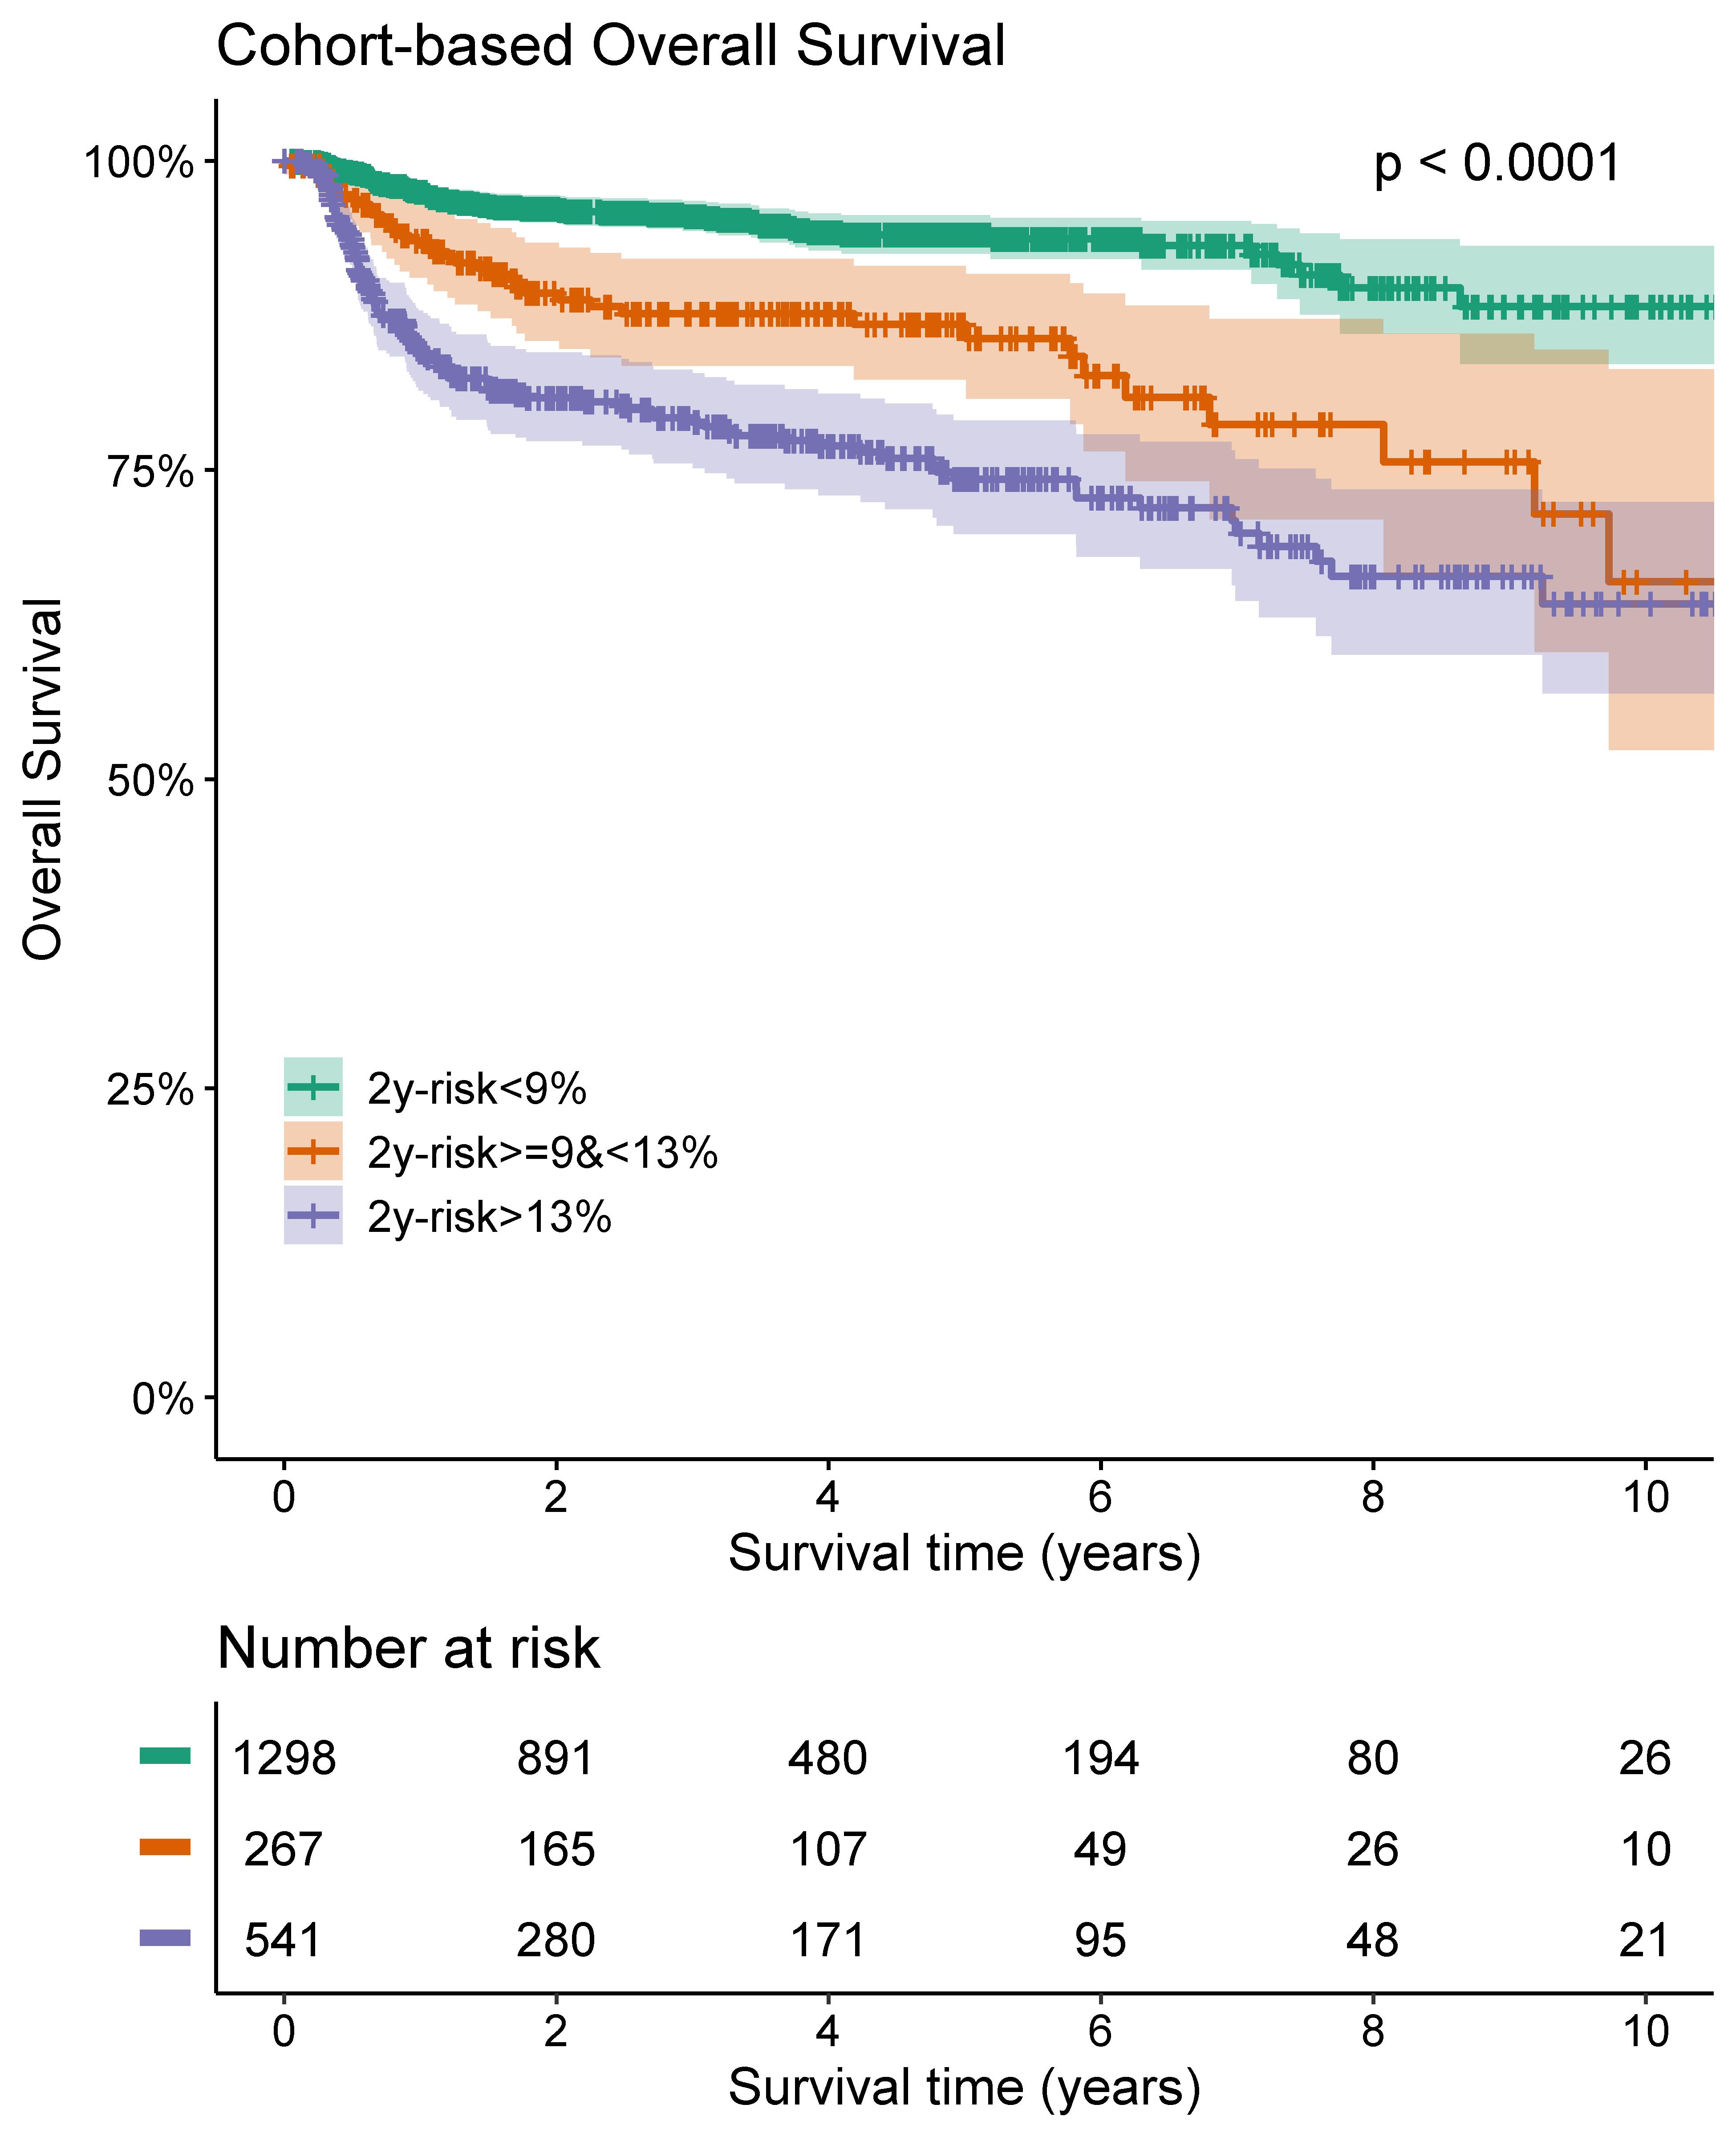 Cohort-based Overall Survival
p < 0.0001
100%
75%
50%
25%
0%
Overall Survival
2y-risk<9%
2y-risk>=9&<13%
2y-risk>13%
0 2 4 6 8 10
Survival time (years)
Number at risk
1298 891 480 194 80 26
267 165 107 49 26 10
541 280 171 95 48 21
0 2 4 6 8 10
Survival time (years)